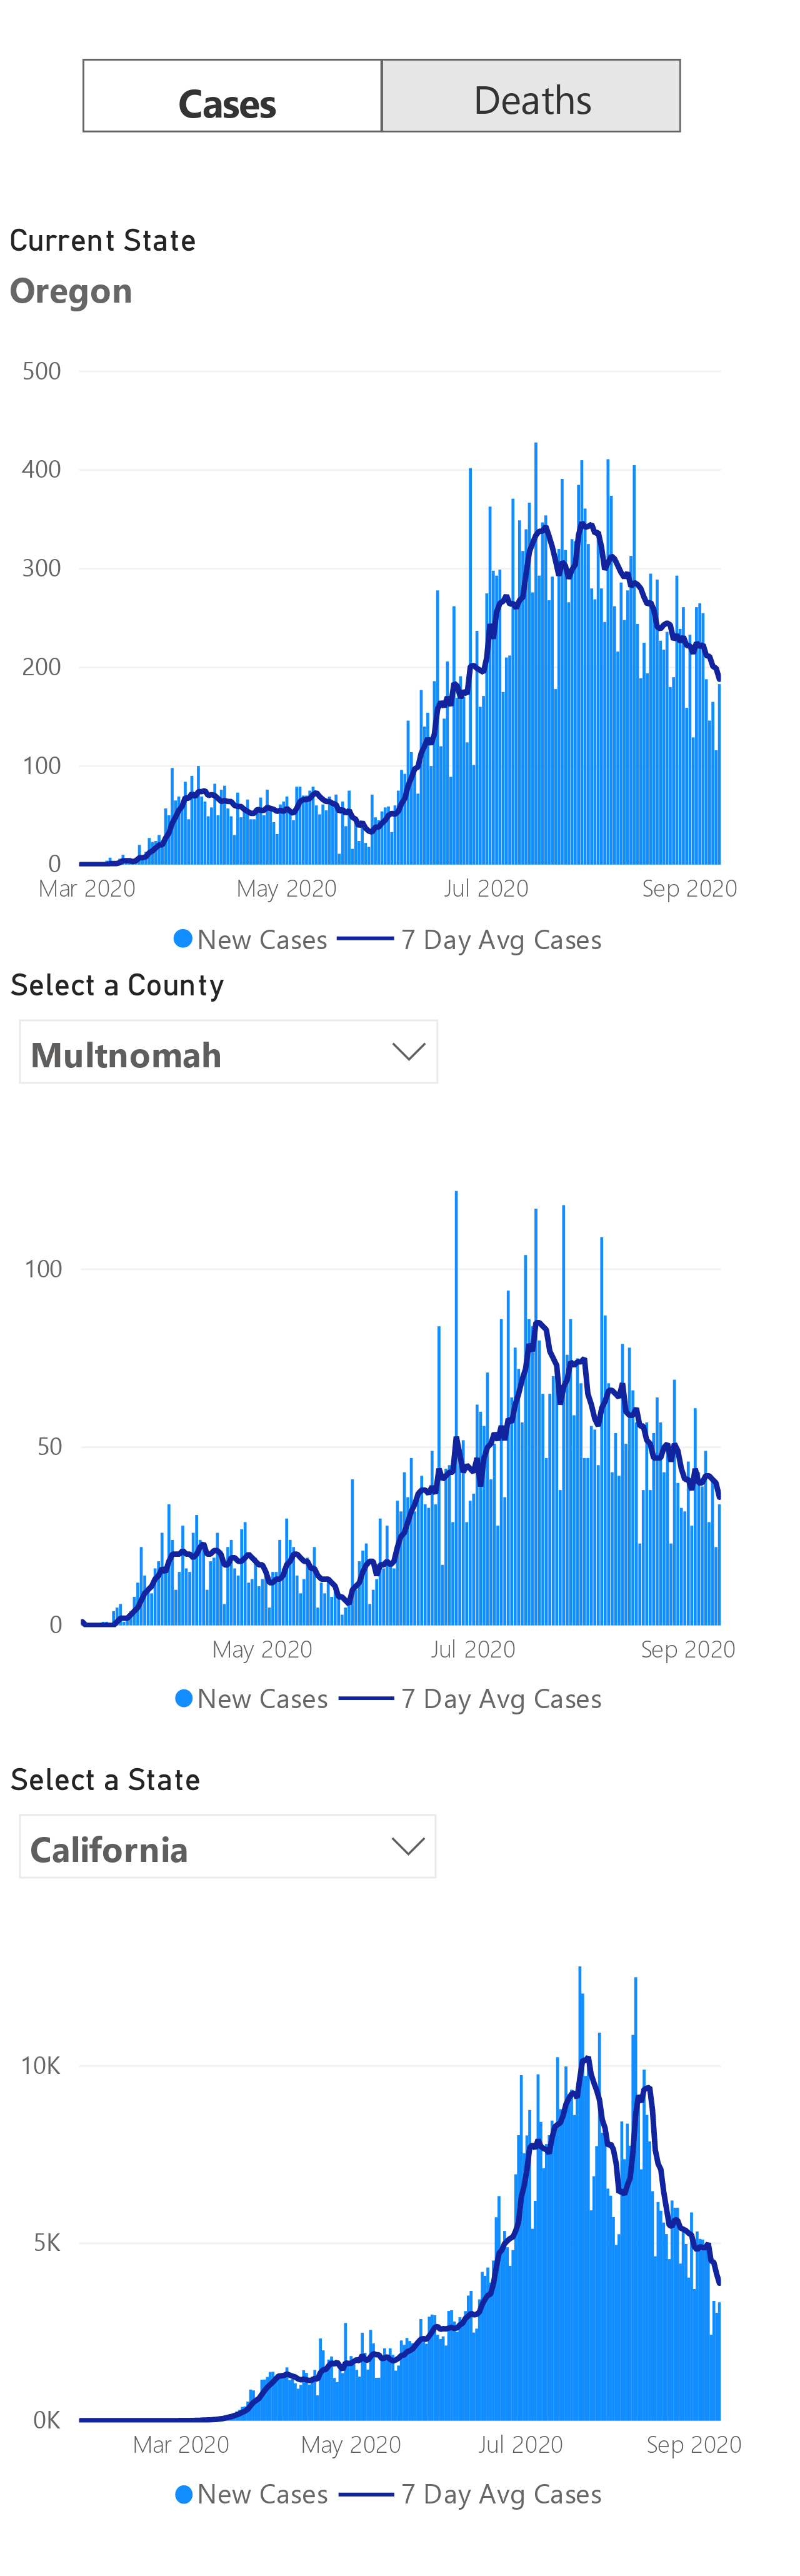 Cases Deaths
Current State
Oregon
500
400
300
200
100
0
Mar 2020 May 2020 Jul 2020 Sep 2020
New Cases 7 Day Avg Cases
Select a County
Multnomah
100
50
0
May 2020 Jul 2020 Sep 2020
New Cases 7 Day Avg Cases
Select a State
California
10K
5K
0K
Mar 2020 May 2020 Jul 2020 Sep 2020
New Cases 7 Day Avg Cases